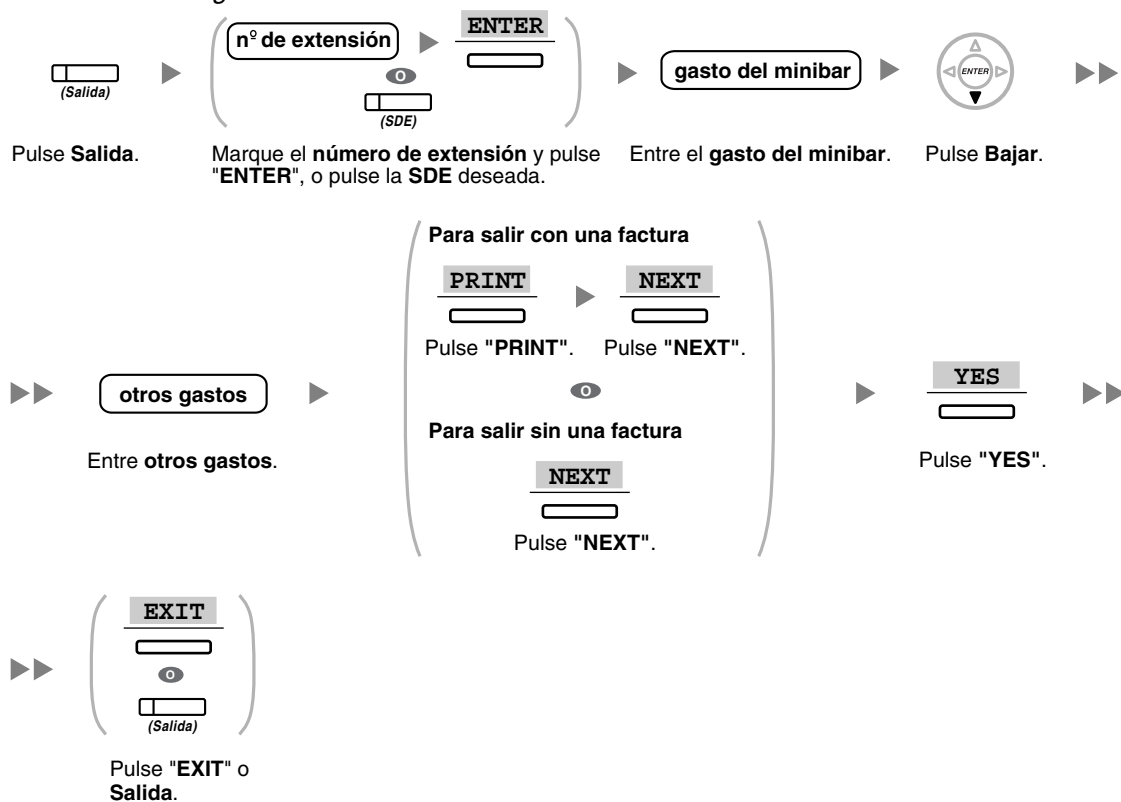 nº de extensión
ENTER
o
(Salida)
(SDE)
gasto del minibar
ENTER
Pulse Salida.
Marque el número de extensión y pulse
"ENTER", o pulse la SDE deseada.
Entre el gasto del minibar.
Pulse Bajar.
Para salir con una factura
PRINT
NEXT
Pulse "PRINT".
Pulse "NEXT".
o
Para salir sin una factura
NEXT
Pulse "NEXT".
otros gastos
Entre otros gastos.
YES
Pulse "YES".
EXIT
o
(Salida)
Pulse "EXIT" o
Salida.